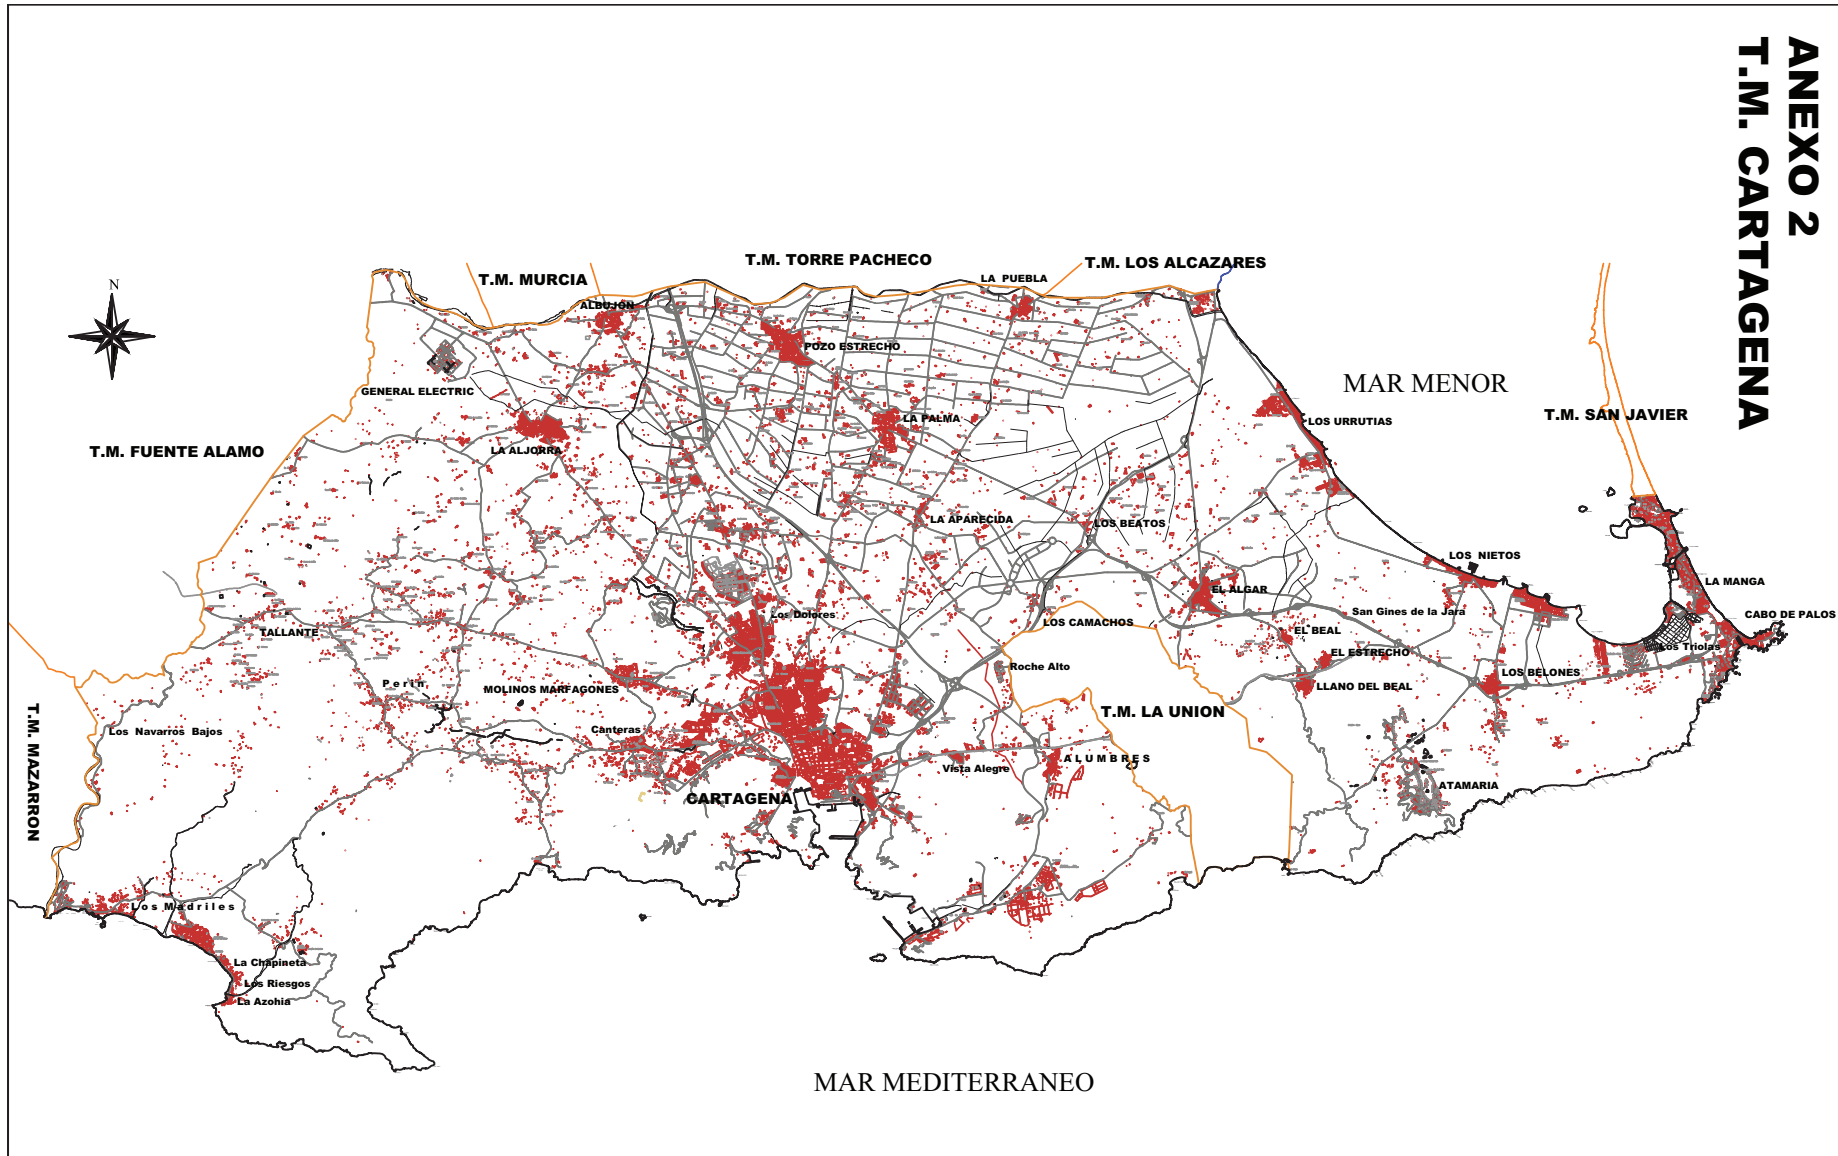 ANEXO 2
T.M. CARTAGENA
T.M. TORRE PACHECO
T.M. LOS ALCAZARES
T.M. MURCIA
LA PUEBLA
N
ALBUJÓN
POZO ESTRECHO
MAR MENOR
GENERAL ELECTRIC
T.M. SAN JAVIER
LA PALMA
LOS URRUTIAS
T.M. FUENTE ALAMO
LA ALJORRA
LA APARECIDA
LOS BEATOS
LOS NIETOS
LA MANGA
EL ALGAR
San Gines de la Jara
CABO DE PALOS
Los Dolores
LOS CAMACHOS
TALLANTE
EL BEAL
Los Triolas
EL ESTRECHO
Roche Alto
LOS BELONES
Perin
MOLINOS MARFAGONES
LLANO DEL BEAL
T.M. LA UNION
T.M. MAZARRON
Los Navarros Bajos
Canteras
ALUMBRES
Vista Alegre
ATAMARIA
CARTAGENA
Los Madriles
La Chapineta
Los Riesgos
La Azohia
MAR MEDITERRANEO